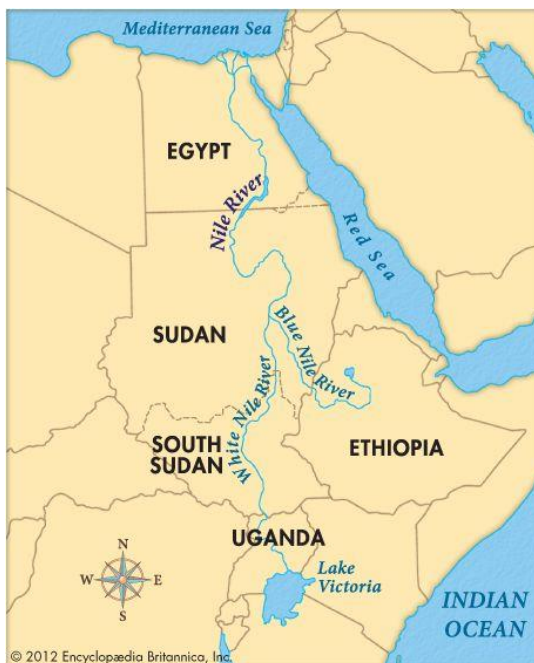 Mediterranean Sea
EGYPT
Nile River
Red Sea
SUDAN
Blue Nile River
White Nile River
SOUTH
SUDAN
ETHIOPIA
UGANDA
Lake
Victoria
N
W
E
S
INDIAN
OCEAN
© 2012 Encyclopædia Britannica, Inc.